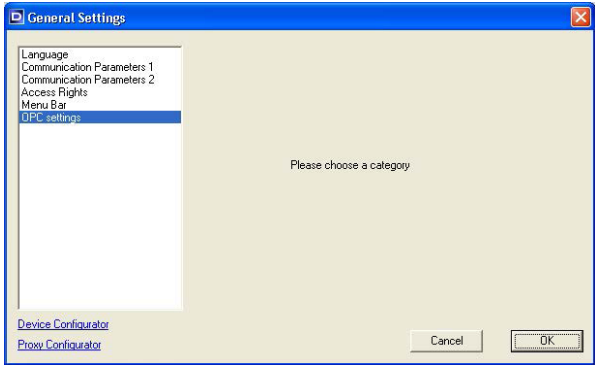 General Settings
Language
Communication Parameters 1
Communication Parameters 2
Access Rights
Menu Bar
OPC settings
Please choose a category
Device Configurator
Proxy Configurator
Cancel
OK